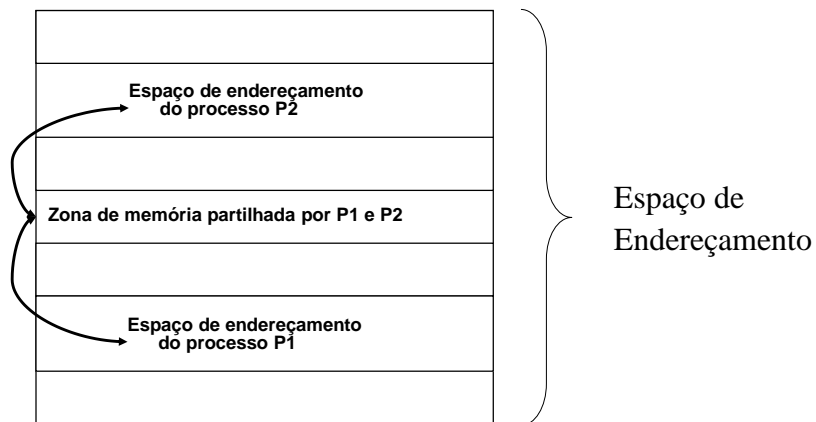 Espaço de endereçamento
do processo P2
Zona de memória partilhada por P1 e P2
Espaço de endereçamento
do processo P1
Espaço de
Endereçamento